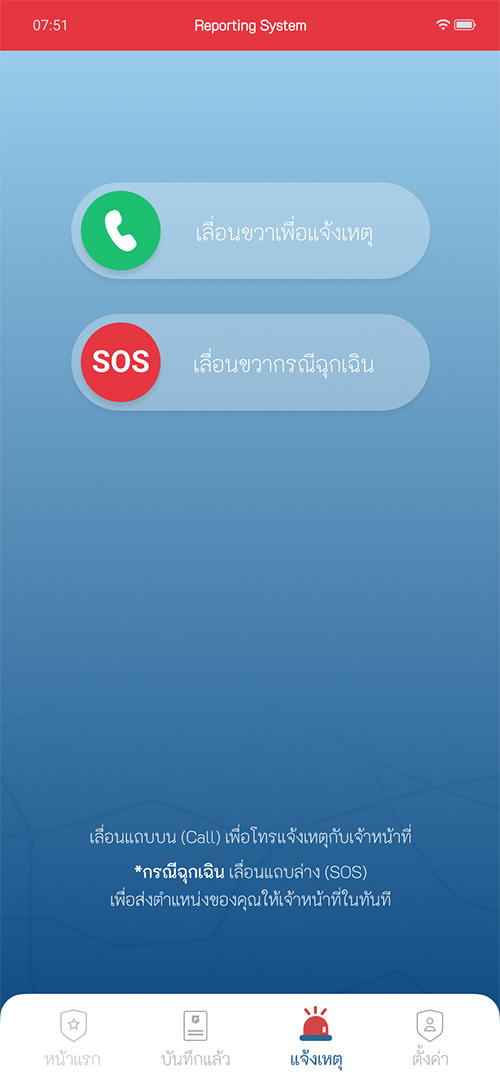 07:51
Reporting System
เลื่อนขวาเพื่อแจ้งเหตุ
SOS
เลื่อนขวากรณีฉุกเฉิน
เลื่อนแถบบน (Call) เพื่อโทรแจ้งเหตุกับเจ้าหน้าที่
*กรณีฉุกเฉิน เลื่อนแถบล่าง (SOS)
เพื่อส่งตำแหน่งของคุณให้เจ้าหน้าที่ในทันที
หน้าแรก
บันทึกแล้ว
แจ้งเหตุ
ตั้งค่า